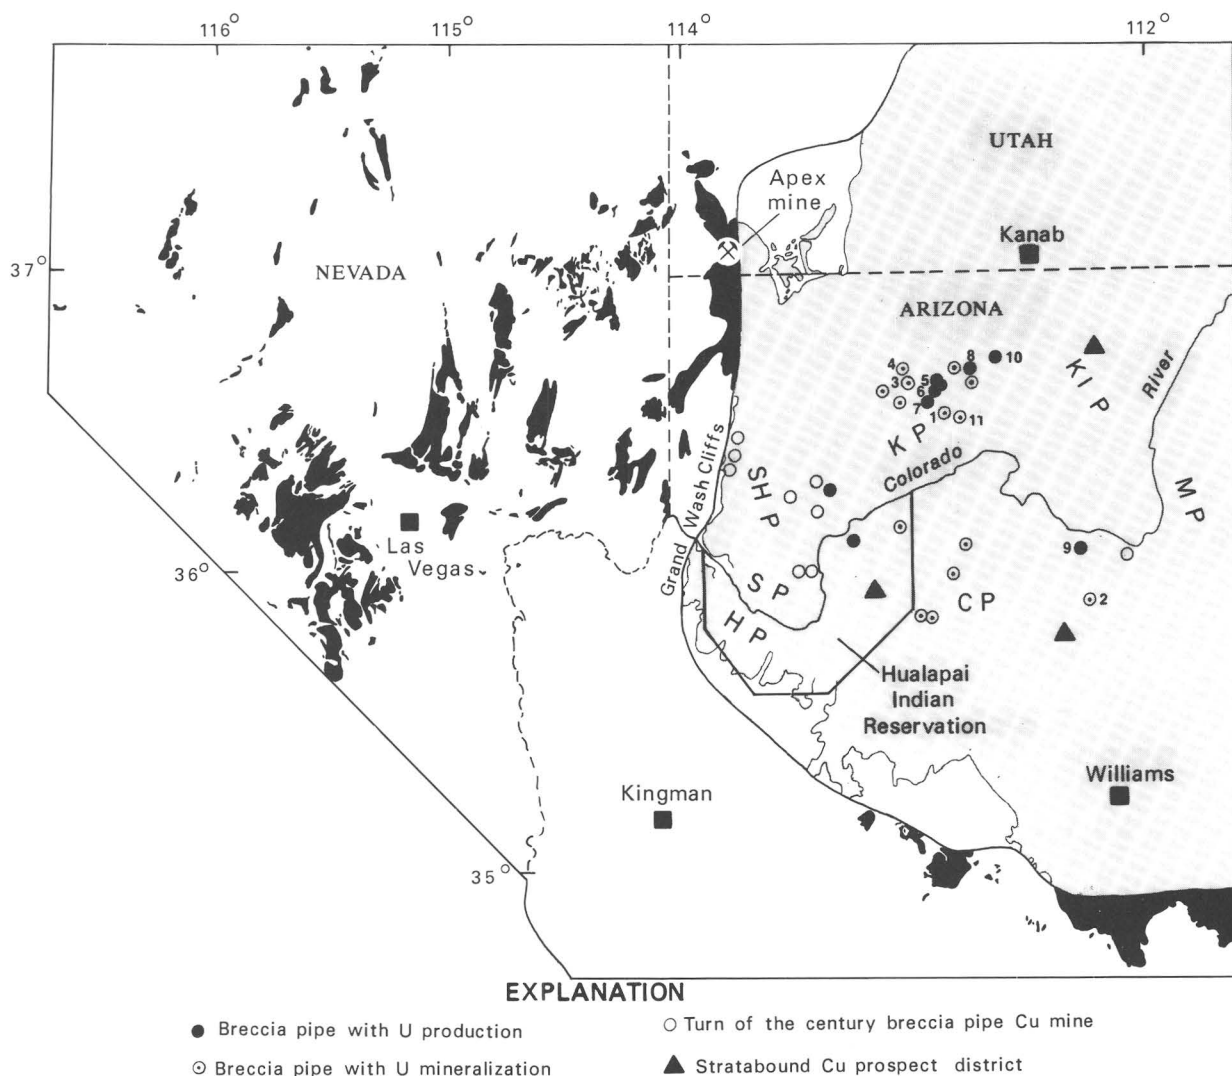 116°
115°
114°
112°
UTAH
Apex
mine
Kanab
37°
NEVADA
ARIZONA
8
10
4
3
5
6
7
1
11
KIP
River
KP
Colorado
Grand Wash Cliffs
SHP
MP
Las
Vegas
36°
9
2
SP
CP
HP
Hualapai
Indian
Reservation
Williams
Kingman
35°
EXPLANATION
Breccia pipe with U production
Turn of the century breccia pipe Cu mine
Breccia pipe with U mineralization
Stratabound Cu prospect district